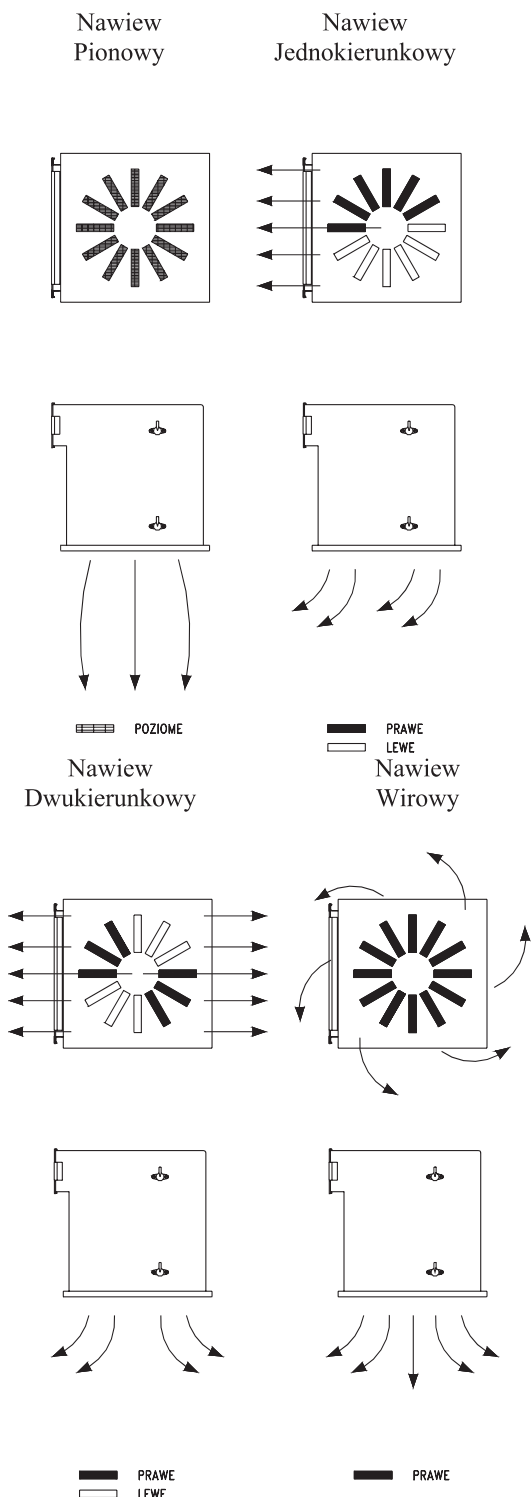 Nawiew
Pionowy
Nawiew
Jednokierunkowy
POZIOME
PRAWE
LEWE
Nawiew
Dwukierunkowy
Nawiew
Wirowy
PRAWE
LEWE
PRAWE